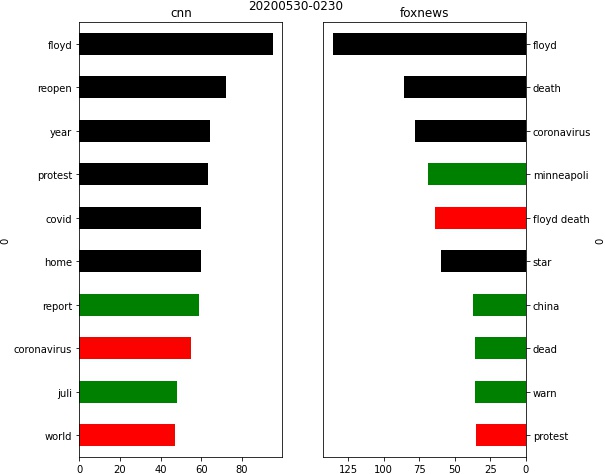 20200530-0230
cnn
foxnews
floyd
reopen
year
protest
covid
home
report
coronavirus
juli
world
0
0 20 40 60 80
floyd
death
coronavirus
minneapoli
floyd death
star
china
dead
warn
protest
0
125 100 75 50 25 0